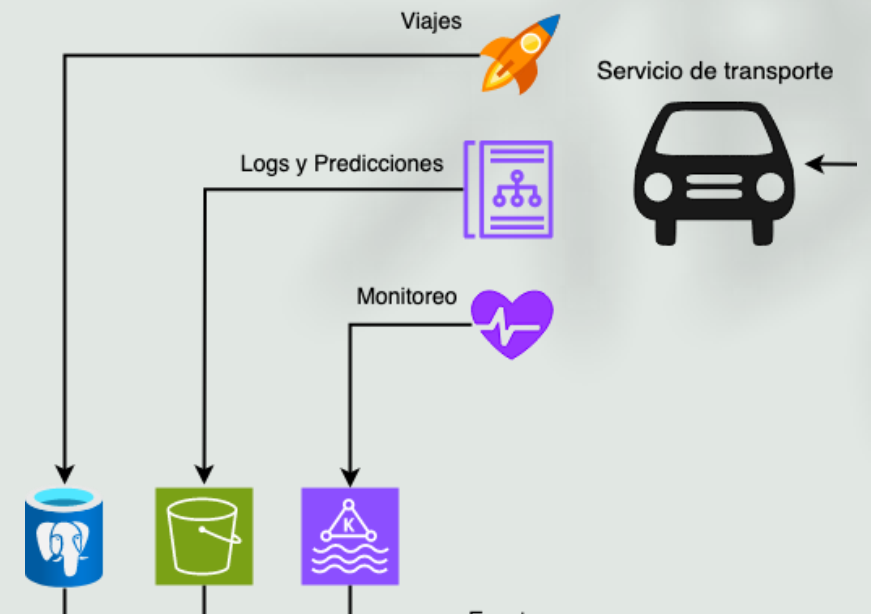 Viajes
Servicio de transporte
Logs y Predicciones
Monitoreo
K